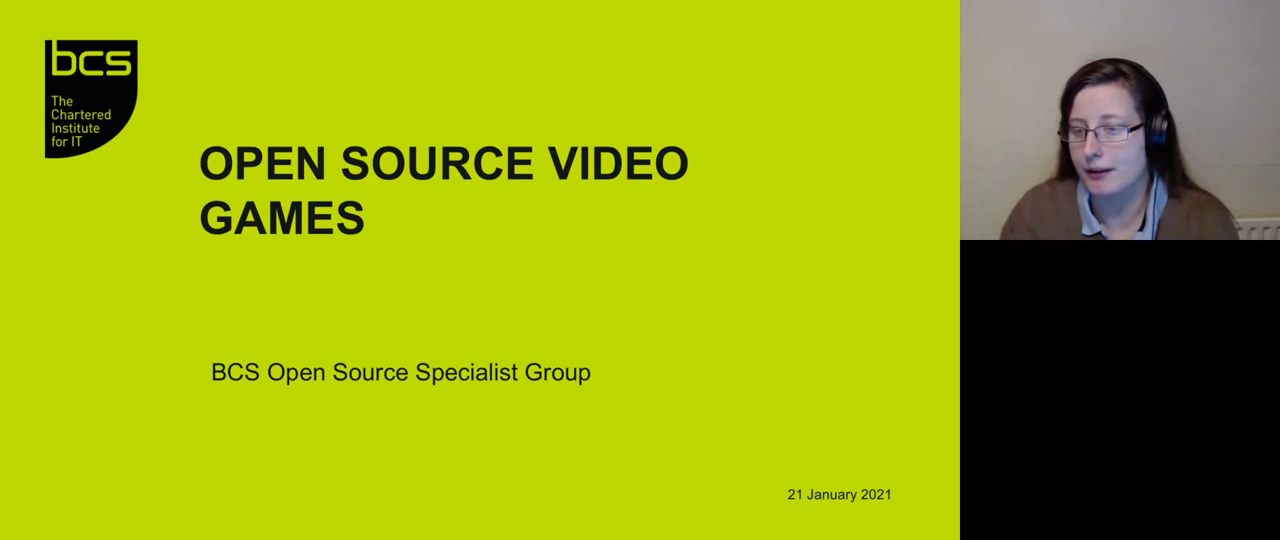 bcs
The
Chartered
Institute
for IT
OPEN SOURCE VIDEO
GAMES
BCS Open Source Specialist Group
21 January 2021